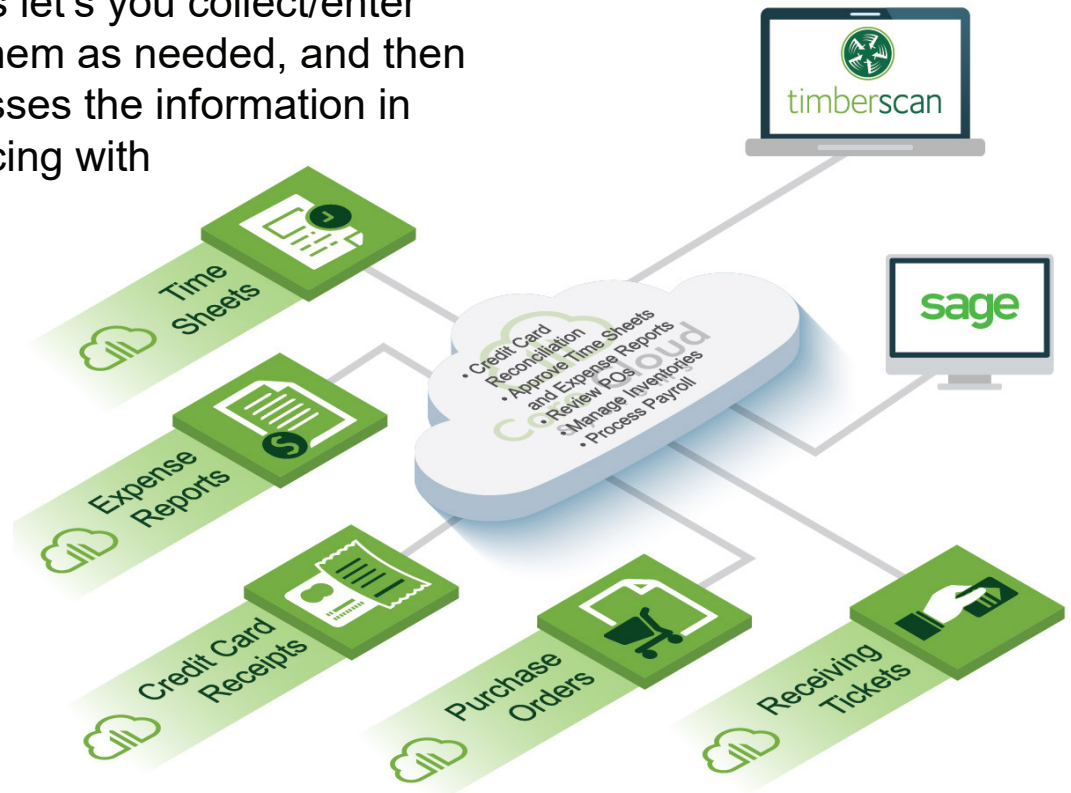 s let's you collect/enter
hem as needed, and then
sses the information in
cing with
timberscan
sage
Time
Sheets
• Credit Card
Reconciliation
• Approve Time Sheets
and Expense Reports
• Review POs
• Manage Inventories
• Process Payroll
Expense
Reports
Credit Card
Receipts
Purchase
Orders
Receiving
Tickets